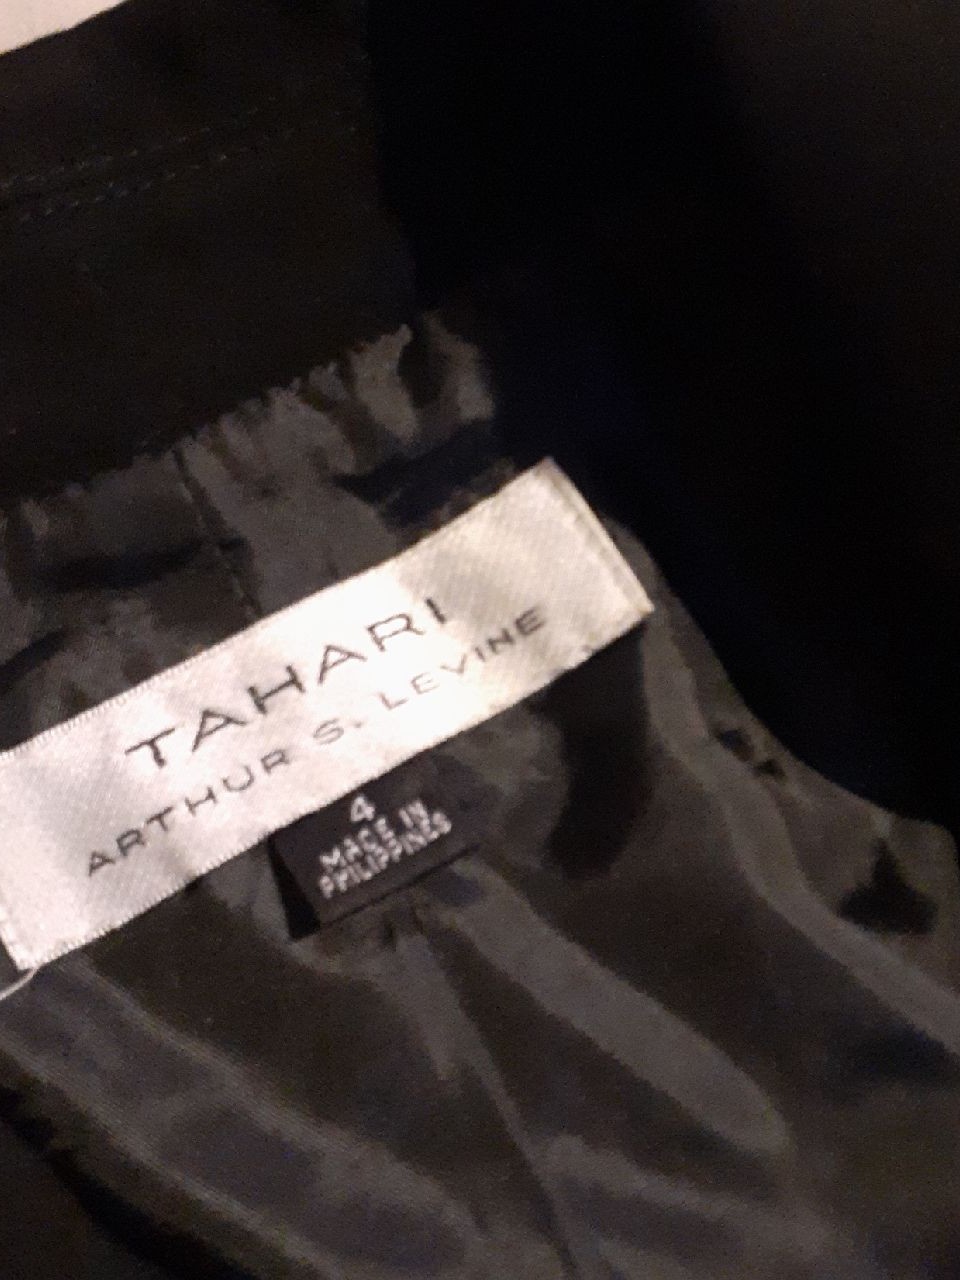 TAHARI
ARTHUR S. LEVINE
4
MADE IN
PHILIPPINES